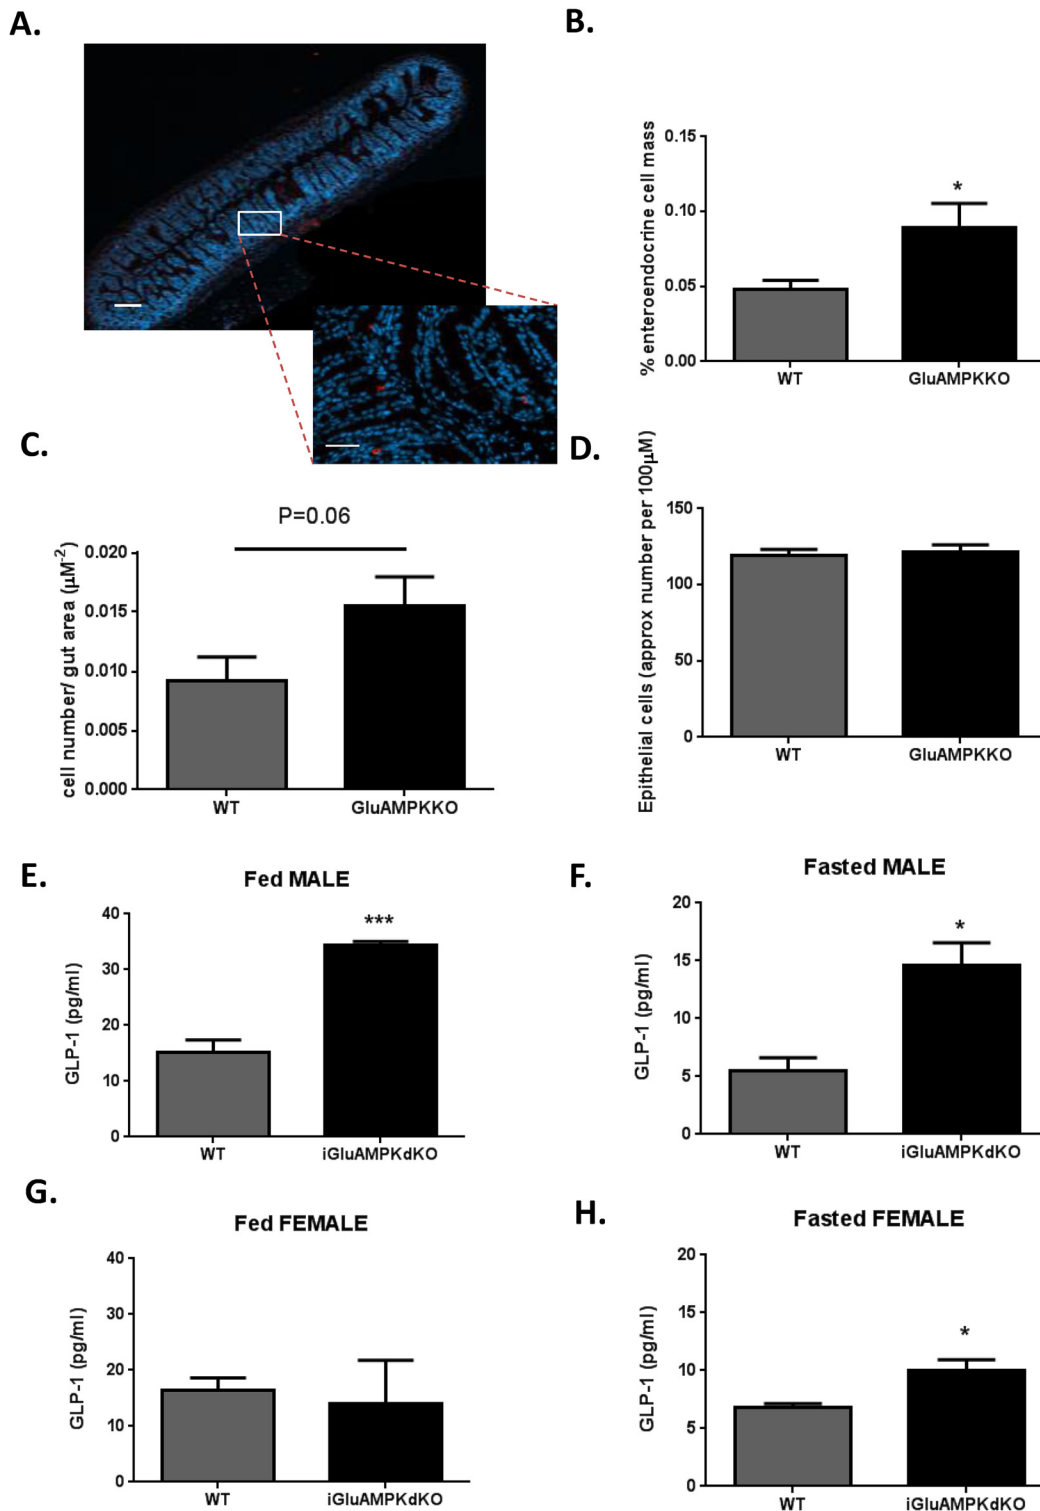 A.
B.
% enteroendocrine cell mass
0.15
0.10
0.05
0.00
*
WT
GluAMPKKO
C.
P=0.06
cell number/ gut area (µM-2)
0.020
0.015
0.010
0.005
0.000
WT
GluAMPKKO
D.
Epithelial cells (approx number per 100µM)
150
100
50
0
WT
GluAMPKKO
E.
Fed MALE
GLP-1 (pg/ml)
40
30
20
10
0
***
WT
iGluAMPKdKO
F.
Fasted MALE
GLP-1 (pg/ml)
20
15
10
5
0
*
WT
iGluAMPKdKO
G.
Fed FEMALE
GLP-1 (pg/ml)
40
30
20
10
0
WT
iGluAMPKdKO
H.
Fasted FEMALE
GLP-1 (pg/ml)
20
15
10
5
0
*
WT
iGluAMPKdKO